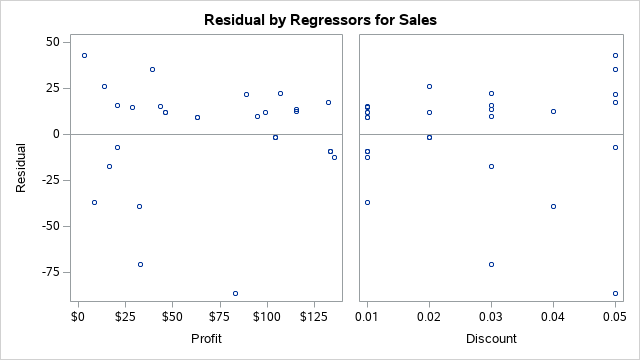 Residual by Regressors for Sales
50
25
0
-25
-50
-75
Residual
$0 $25 $50 $75 $100 $125
0.01 0.02 0.03 0.04 0.05
Profit
Discount